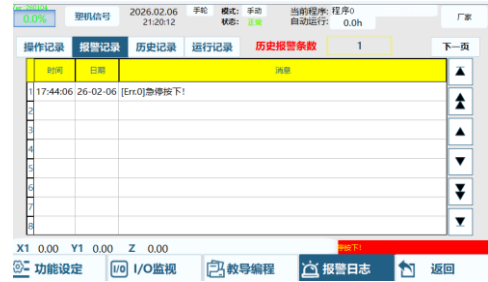 0.0% 塑机信号 2026.02.06 21:20:12 手轮 模式: 手动 状态: 正常 当前程序: 程序0 自动运行: 0.0h 厂家
操作记录 报警记录 历史记录 运行记录 历史报警条数 1 下一页
时间 日期 消息
1 17:44:06 26-02-06 [Err.0]急停按下!
2
3
4
5
6
7
8
X1 0.00 Y1 0.00 Z 0.00 停按下!
功能设定 I/O I/O监视 教导编程 报警日志 返回